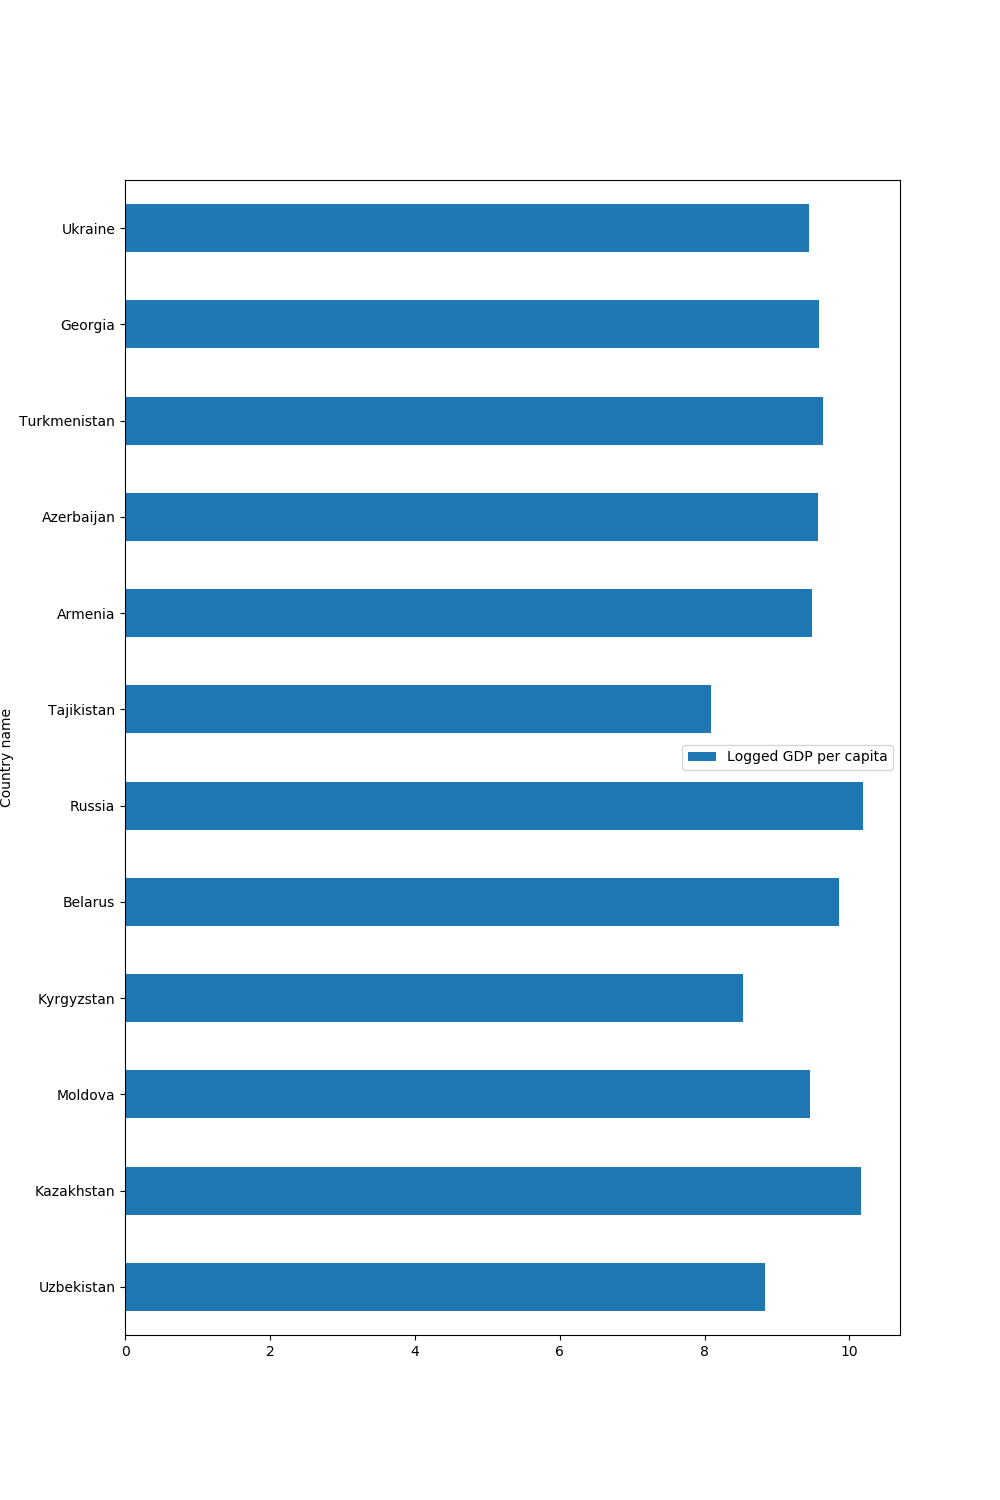 Ukraine
Georgia
Turkmenistan
Azerbaijan
Armenia
Tajikistan
Country name
Logged GDP per capita
Russia
Belarus
Kyrgyzstan
Moldova
Kazakhstan
Uzbekistan
0 2 4 6 8 10